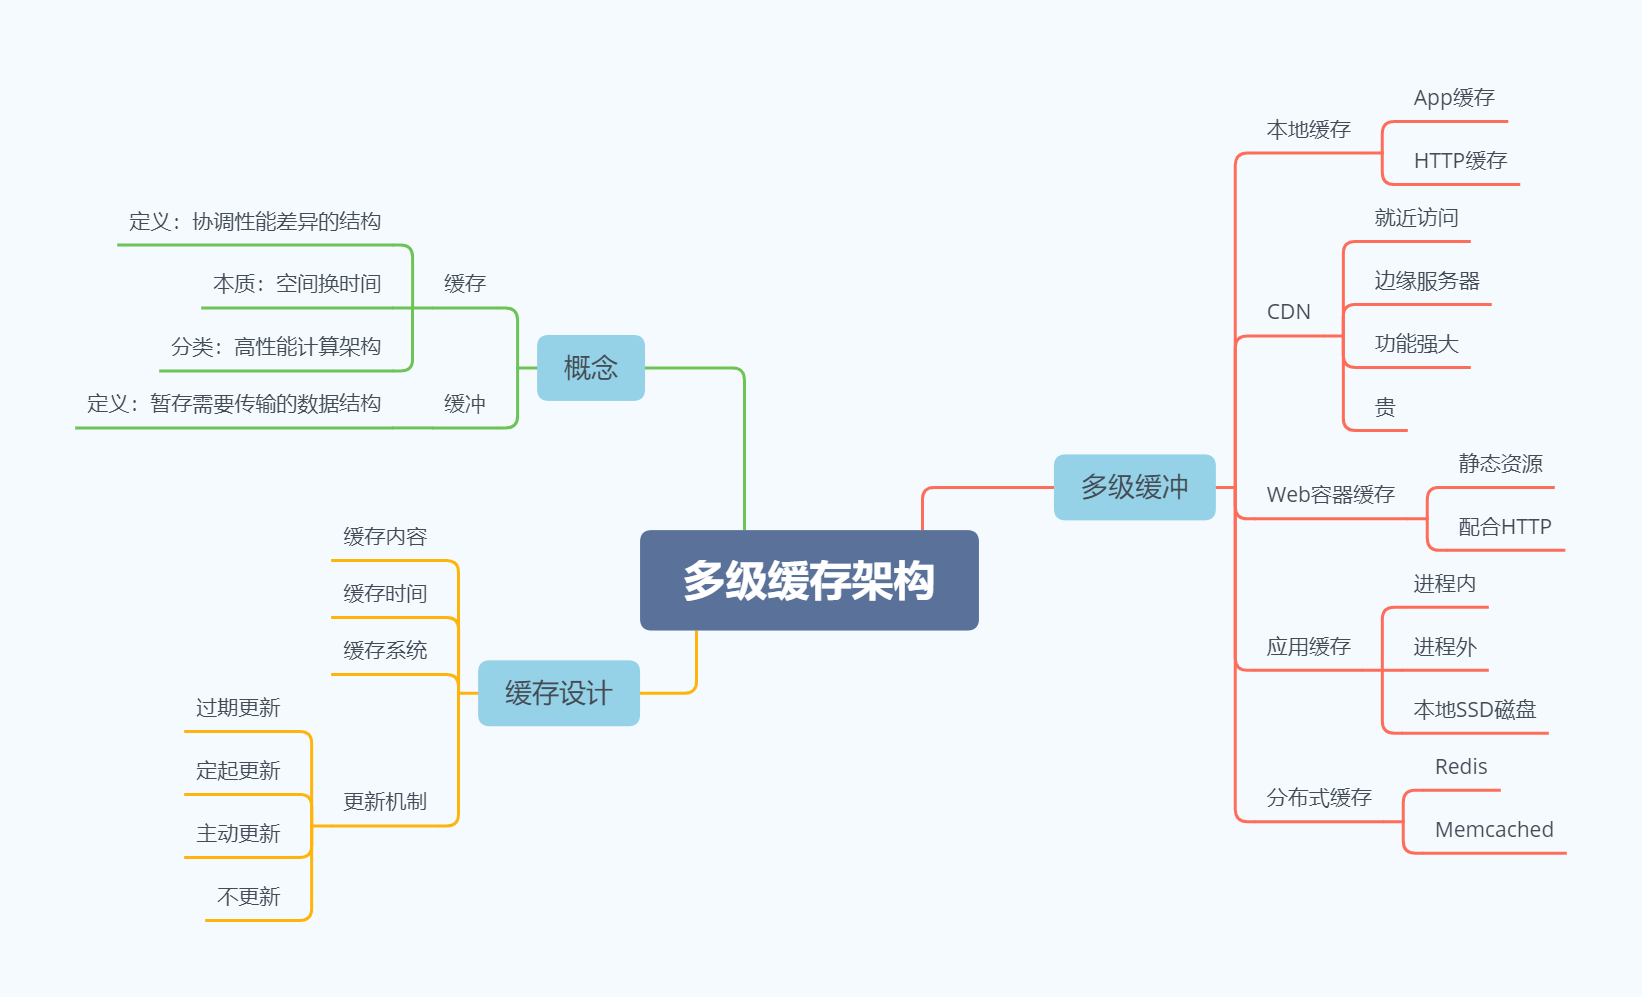 多级缓存架构
概念
缓存
定义：协调性能差异的结构
本质：空间换时间
分类：高性能计算架构
缓冲
定义：暂存需要传输的数据结构
缓存设计
缓存内容
缓存时间
缓存系统
更新机制
过期更新
定起更新
主动更新
不更新
多级缓冲
本地缓存
App缓存
HTTP缓存
CDN
就近访问
边缘服务器
功能强大
贵
Web容器缓存
静态资源
配合HTTP
应用缓存
进程内
进程外
本地SSD磁盘
分布式缓存
Redis
Memcached